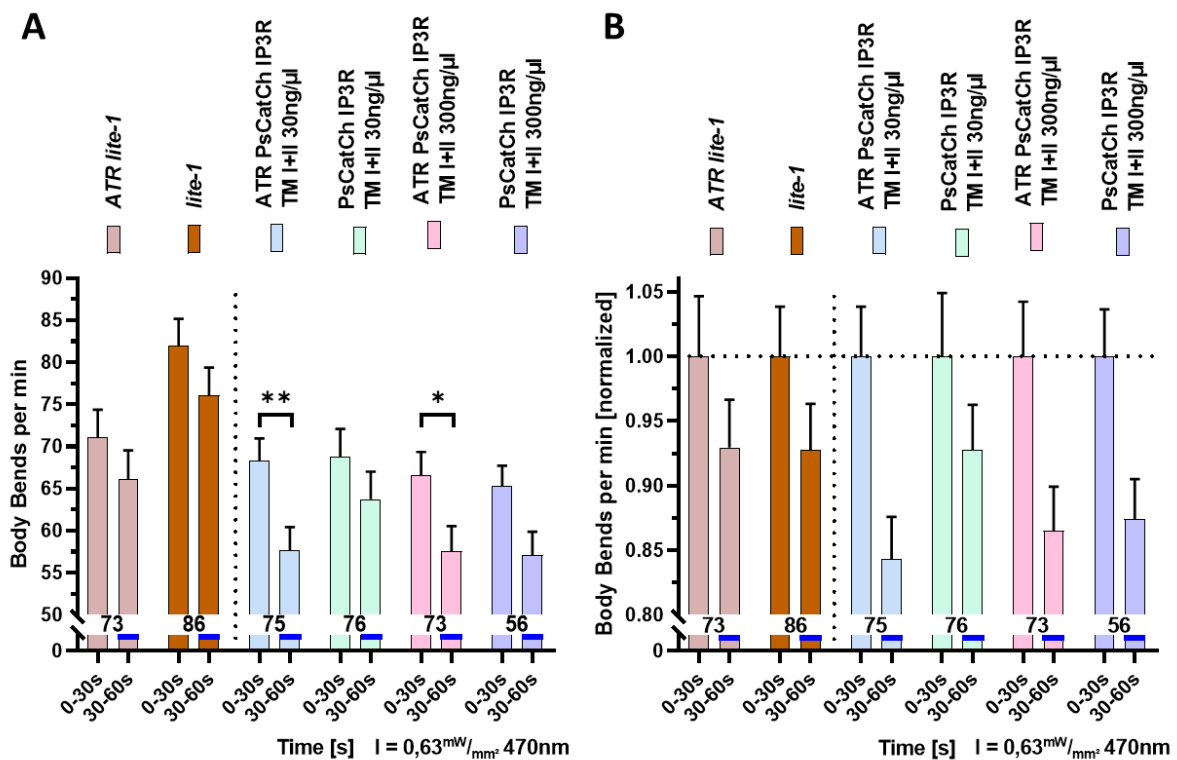 A
ATR lite-1
lite-1
ATR PsCatCh IP3R
TM I+II 30ng/µl
PsCatCh IP3R
TM I+II 30ng/µl
ATR PsCatCh IP3R
TM I+II 300ng/µl
PsCatCh IP3R
TM I+II 300ng/µl
Body Bends per min
90
85
80
75
70
65
60
55
50
0
**
*
73
86
75
76
73
56
0-30s
30-60s
0-30s
30-60s
0-30s
30-60s
0-30s
30-60s
0-30s
30-60s
0-30s
30-60s
Time [s] I = 0,63mW/mm² 470nm
B
ATR lite-1
lite-1
ATR PsCatCh IP3R
TM I+II 30ng/µl
PsCatCh IP3R
TM I+II 30ng/µl
ATR PsCatCh IP3R
TM I+II 300ng/µl
PsCatCh IP3R
TM I+II 300ng/µl
Body Bends per min [normalized]
1.05
1.00
0.95
0.90
0.85
0.80
0
73
86
75
76
73
56
0-30s
30-60s
0-30s
30-60s
0-30s
30-60s
0-30s
30-60s
0-30s
30-60s
0-30s
30-60s
Time [s] I = 0,63mW/mm² 470nm